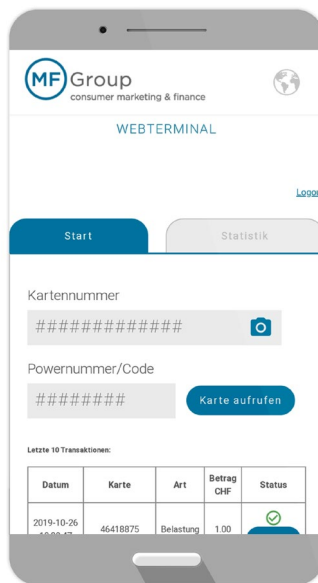 MF Group
consumer marketing & finance
WEBTERMINAL
Start
Statistik
Kartennummer
#############
Powernummer/Code
########
Karte aufrufen
Letzte 10 Transaktionen:
Datum Karte Art Betrag CHF Status
2019-10-26 46418875 Belastung 1.00